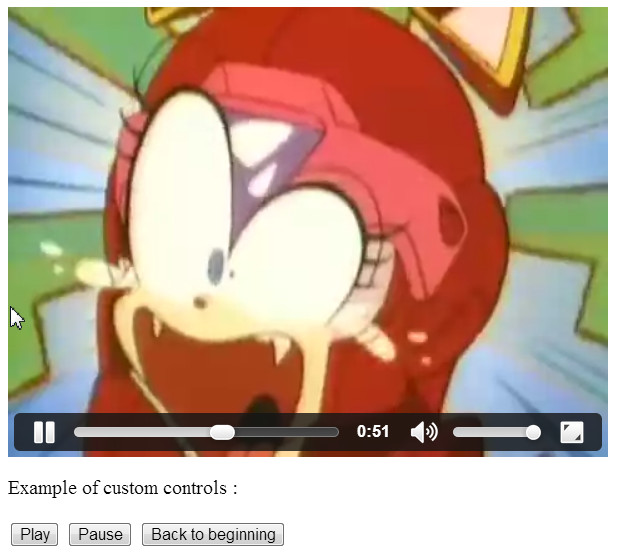 0:51
Example of custom controls :
Play Pause Back to beginning